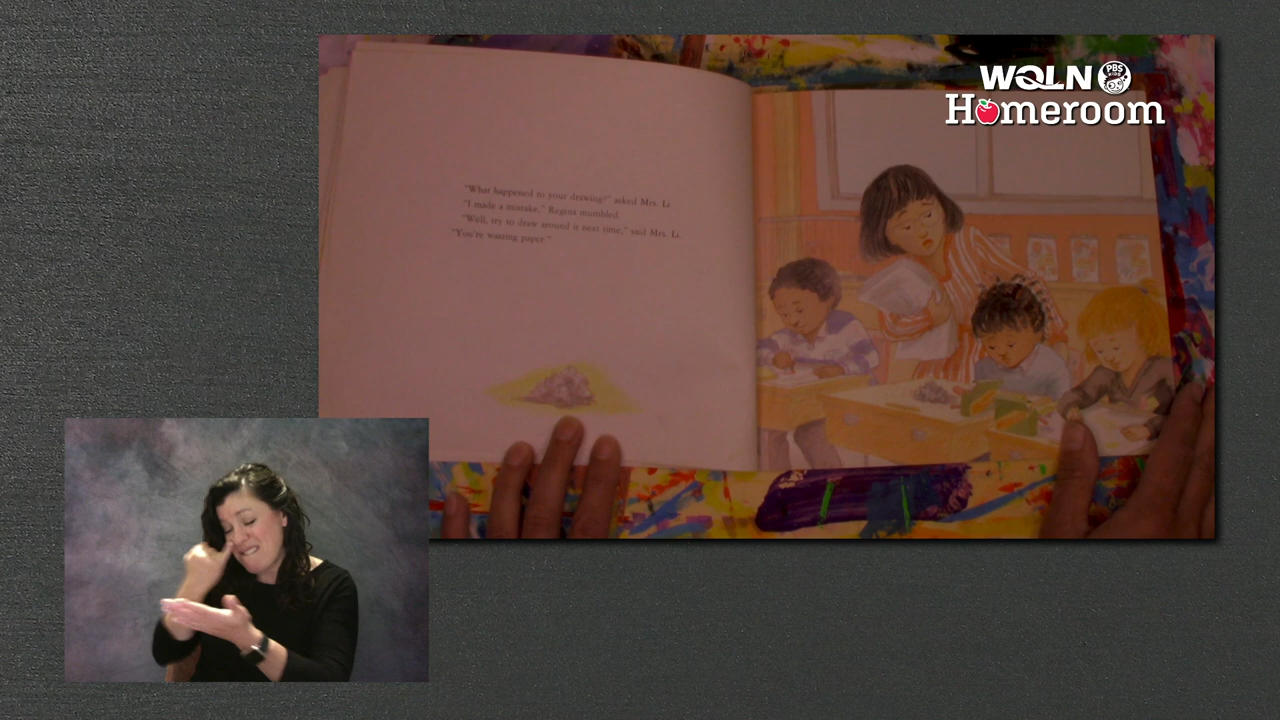 WQLN PBS KIDS
Homeroom
"What happened to your drawing?" asked Mrs. Li.
"I made a mistake," Regina mumbled.
"Well, try to draw around it next time," said Mrs. Li.
"You're wasting paper."